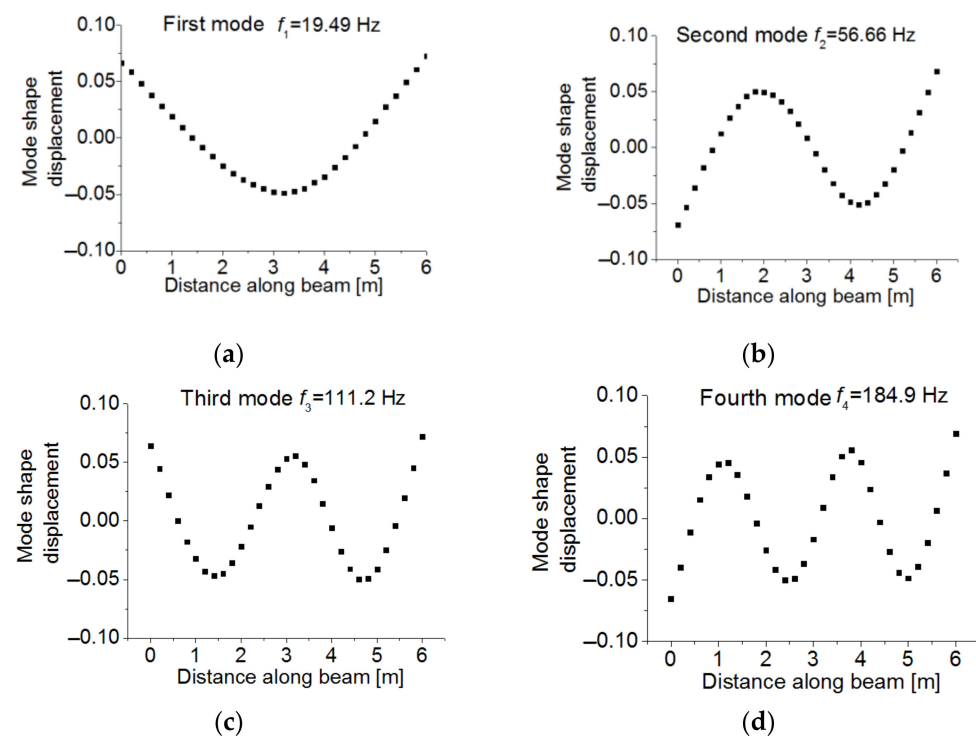 First mode f₁=19.49 Hz
0.10
0.05
0.00
–0.05
–0.10
Mode shape
displacement
0 1 2 3 4 5 6
Distance along beam [m]
(a)
Second mode f₂=56.66 Hz
0.10
0.05
0.00
–0.05
–0.10
Mode shape
displacement
0 1 2 3 4 5 6
Distance along beam [m]
(b)
Third mode f₃=111.2 Hz
0.10
0.05
0.00
–0.05
–0.10
Mode shape
displacement
0 1 2 3 4 5 6
Distance along beam [m]
(c)
Fourth mode f₄=184.9 Hz
0.10
0.05
0.00
–0.05
–0.10
Mode shape
displacement
0 1 2 3 4 5 6
Distance along beam [m]
(d)